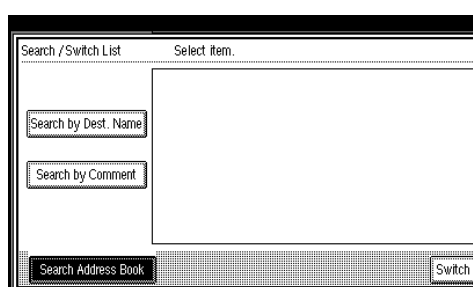 Search / Switch List
Select item.
Search by Dest. Name
Search by Comment
Search Address Book
Switch